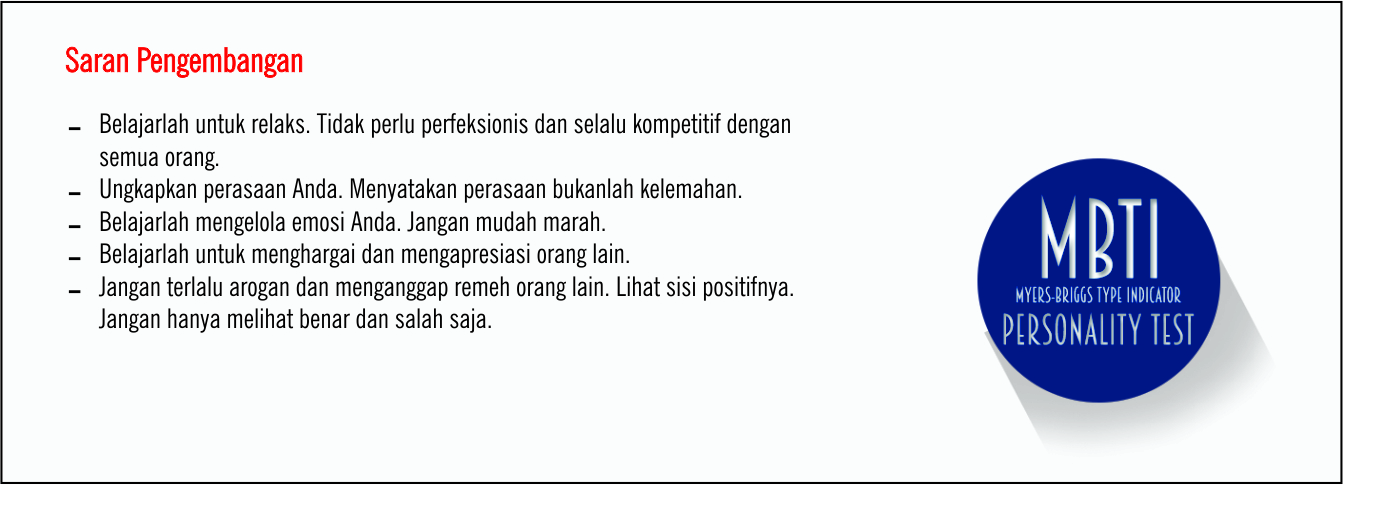 Saran Pengembangan
- Belajarlah untuk relaks. Tidak perlu perfeksionis dan selalu kompetitif dengan
semua orang.
- Ungkapkan perasaan Anda. Menyatakan perasaan bukanlah kelemahan.
- Belajarlah mengelola emosi Anda. Jangan mudah marah.
- Belajarlah untuk menghargai dan mengapresiasi orang lain.
- Jangan terlalu arogan dan menganggap remeh orang lain. Lihat sisi positifnya.
Jangan hanya melihat benar dan salah saja.
MBTI
MYERS-BRIGGS TYPE INDICATOR
PERSONALITY TEST